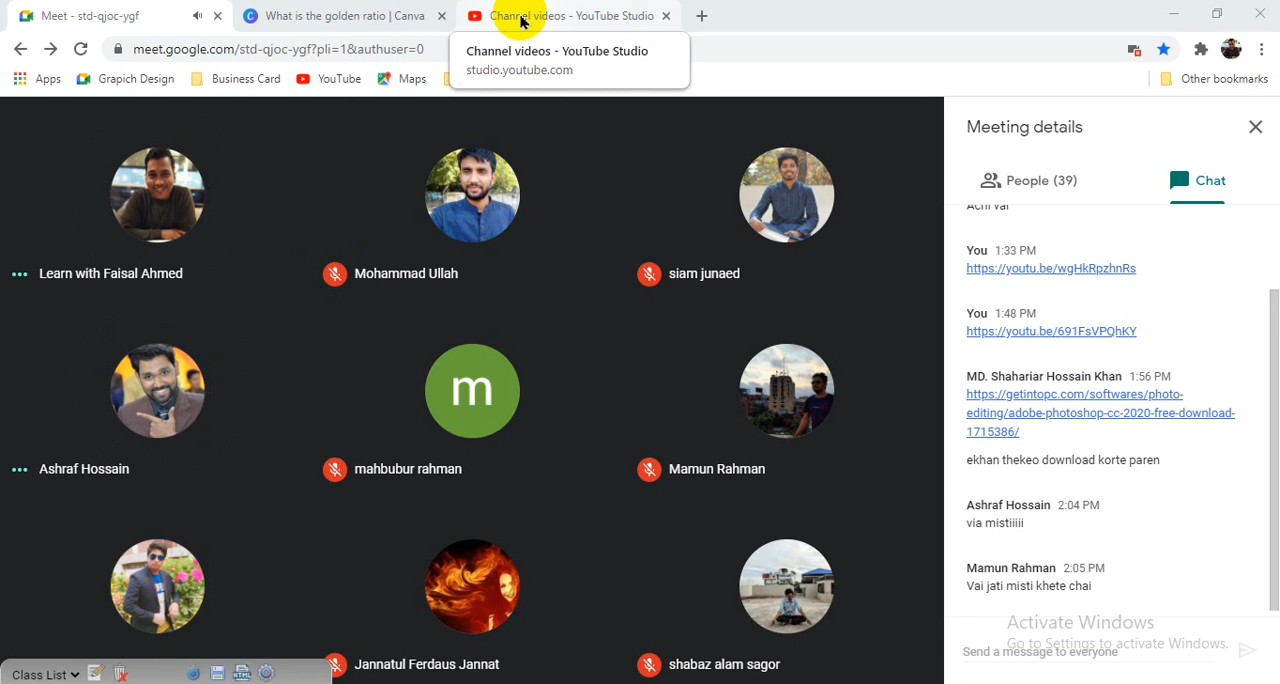 Meet - std-qjoc-ygf
What is the golden ratio | Canva
Channel videos - YouTube Studio
meet.google.com/std-qjoc-ygf?pli=1&authuser=0
Channel videos - YouTube Studio
studio.youtube.com
Apps
Grapich Design
Business Card
YouTube
Maps
Other bookmarks
Meeting details
People (39)
Chat
Achi vai
You 1:33 PM
https://youtu.be/wgHkRpzhnRs
You 1:48 PM
https://youtu.be/691FsVPQhKY
MD. Shahariar Hossain Khan 1:56 PM
https://getintopc.com/softwares/photo-
editing/adobe-photoshop-cc-2020-free-download-
1715386/
ekhan thekeo download korte paren
Ashraf Hossain 2:04 PM
via mistiiiii
Mamun Rahman 2:05 PM
Vai jati misti khete chai
Activate Windows
Go to Settings to activate Windows.
Send a message to everyone
Learn with Faisal Ahmed
Mohammad Ullah
siam junaed
Ashraf Hossain
m
mahbubur rahman
Mamun Rahman
Jannatul Ferdaus Jannat
shabaz alam sagor
Class List
HTML